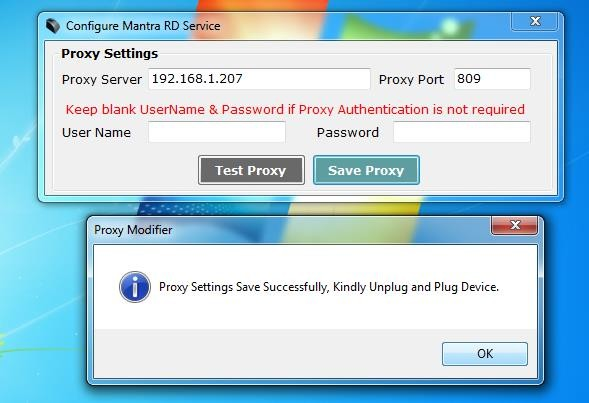 Configure Mantra RD Service
Proxy Settings
Proxy Server 192.168.1.207 Proxy Port 809
Keep blank UserName & Password if Proxy Authentication is not required
User Name Password
Test Proxy Save Proxy
Proxy Modifier
Proxy Settings Save Successfully, Kindly Unplug and Plug Device.
OK